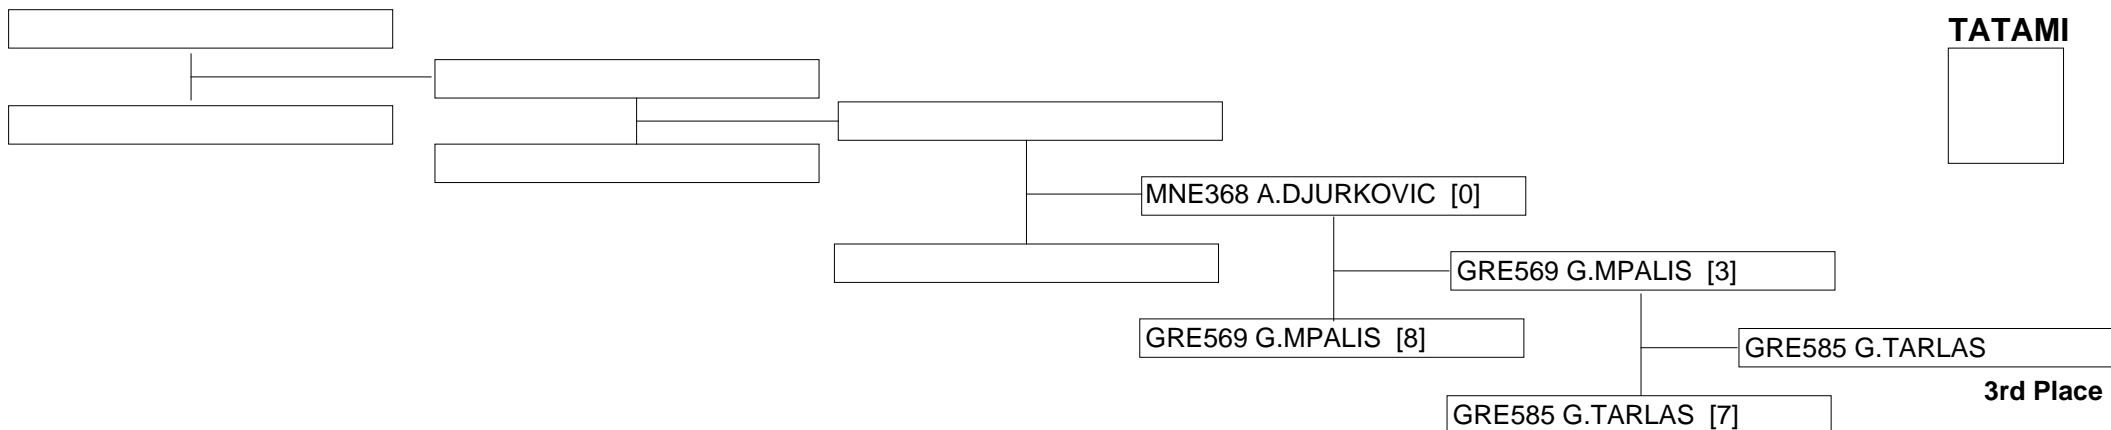 TATAMI
MNE368 A.DJURKOVIC [0]
GRE569 G.MPALIS [3]
GRE569 G.MPALIS [8]
GRE585 G.TARLAS
3rd Place
GRE585 G.TARLAS [7]